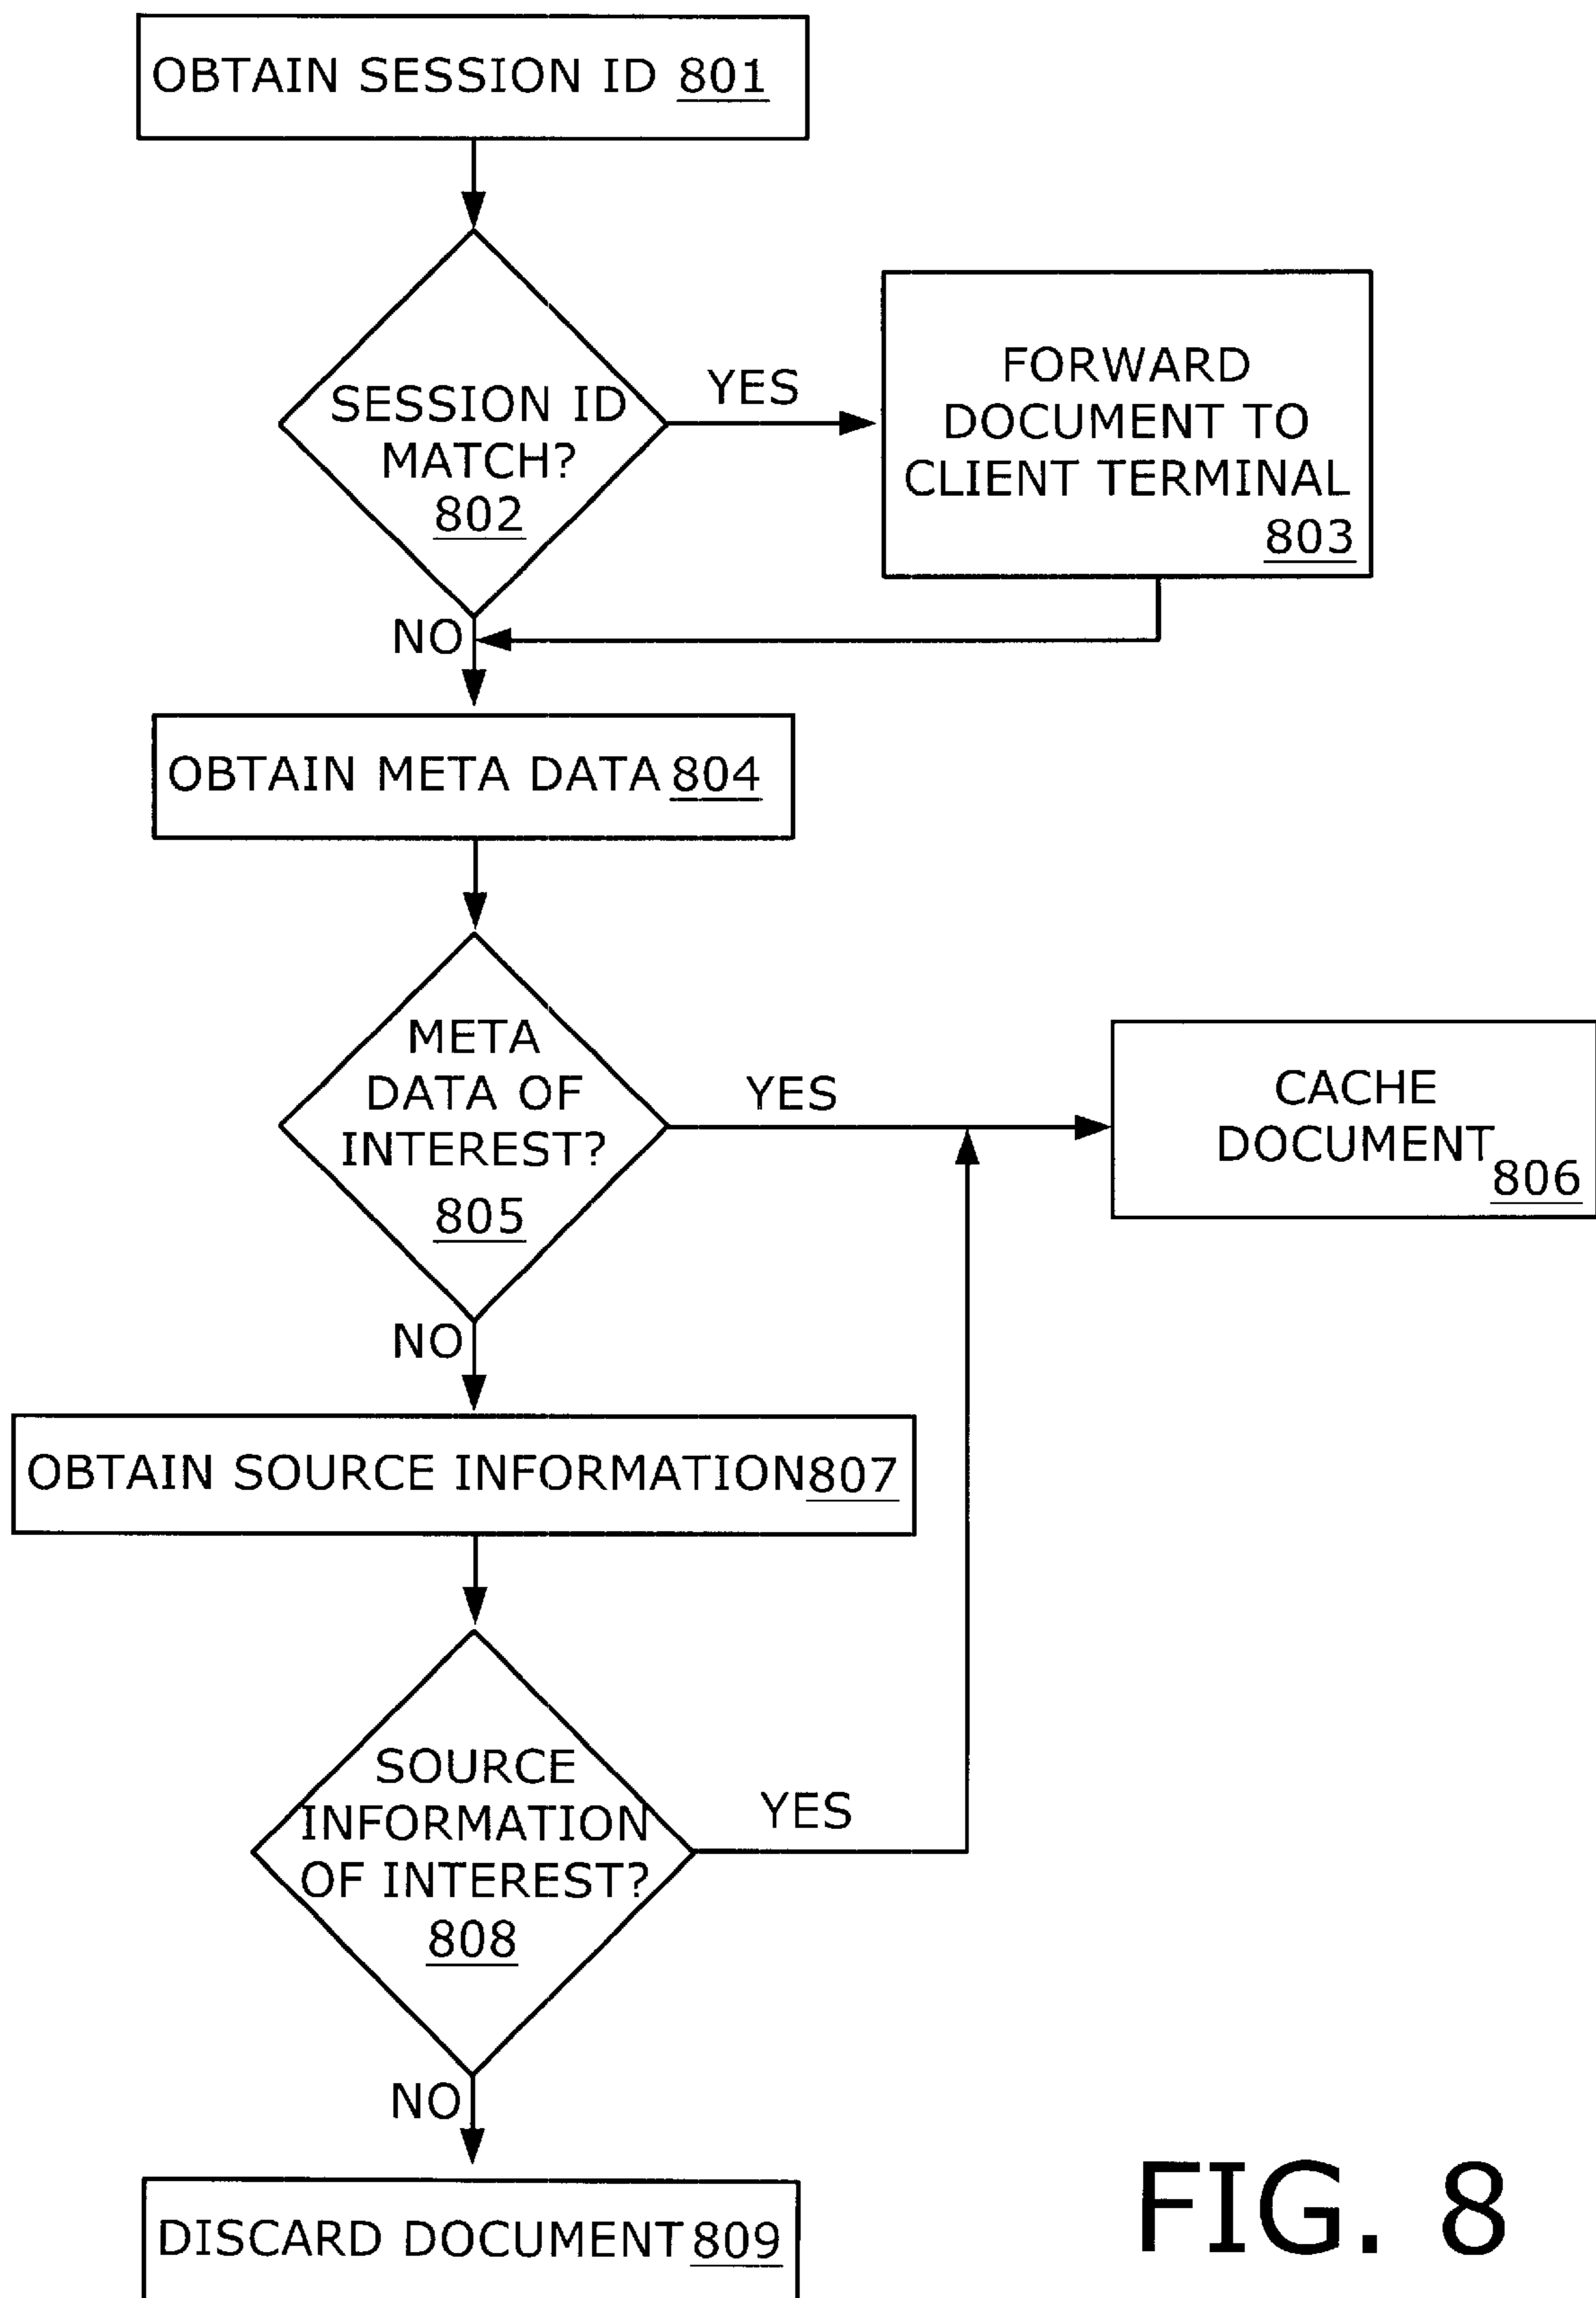 OBTAIN SESSION ID 801
SESSION ID
MATCH?
802
YES
FORWARD
DOCUMENT TO
CLIENT TERMINAL
803
NO
OBTAIN META DATA 804
META
DATA OF
INTEREST?
805
YES
CACHE
DOCUMENT
806
NO
OBTAIN SOURCE INFORMATION 807
SOURCE
INFORMATION
OF INTEREST?
808
YES
NO
DISCARD DOCUMENT 809
FIG. 8